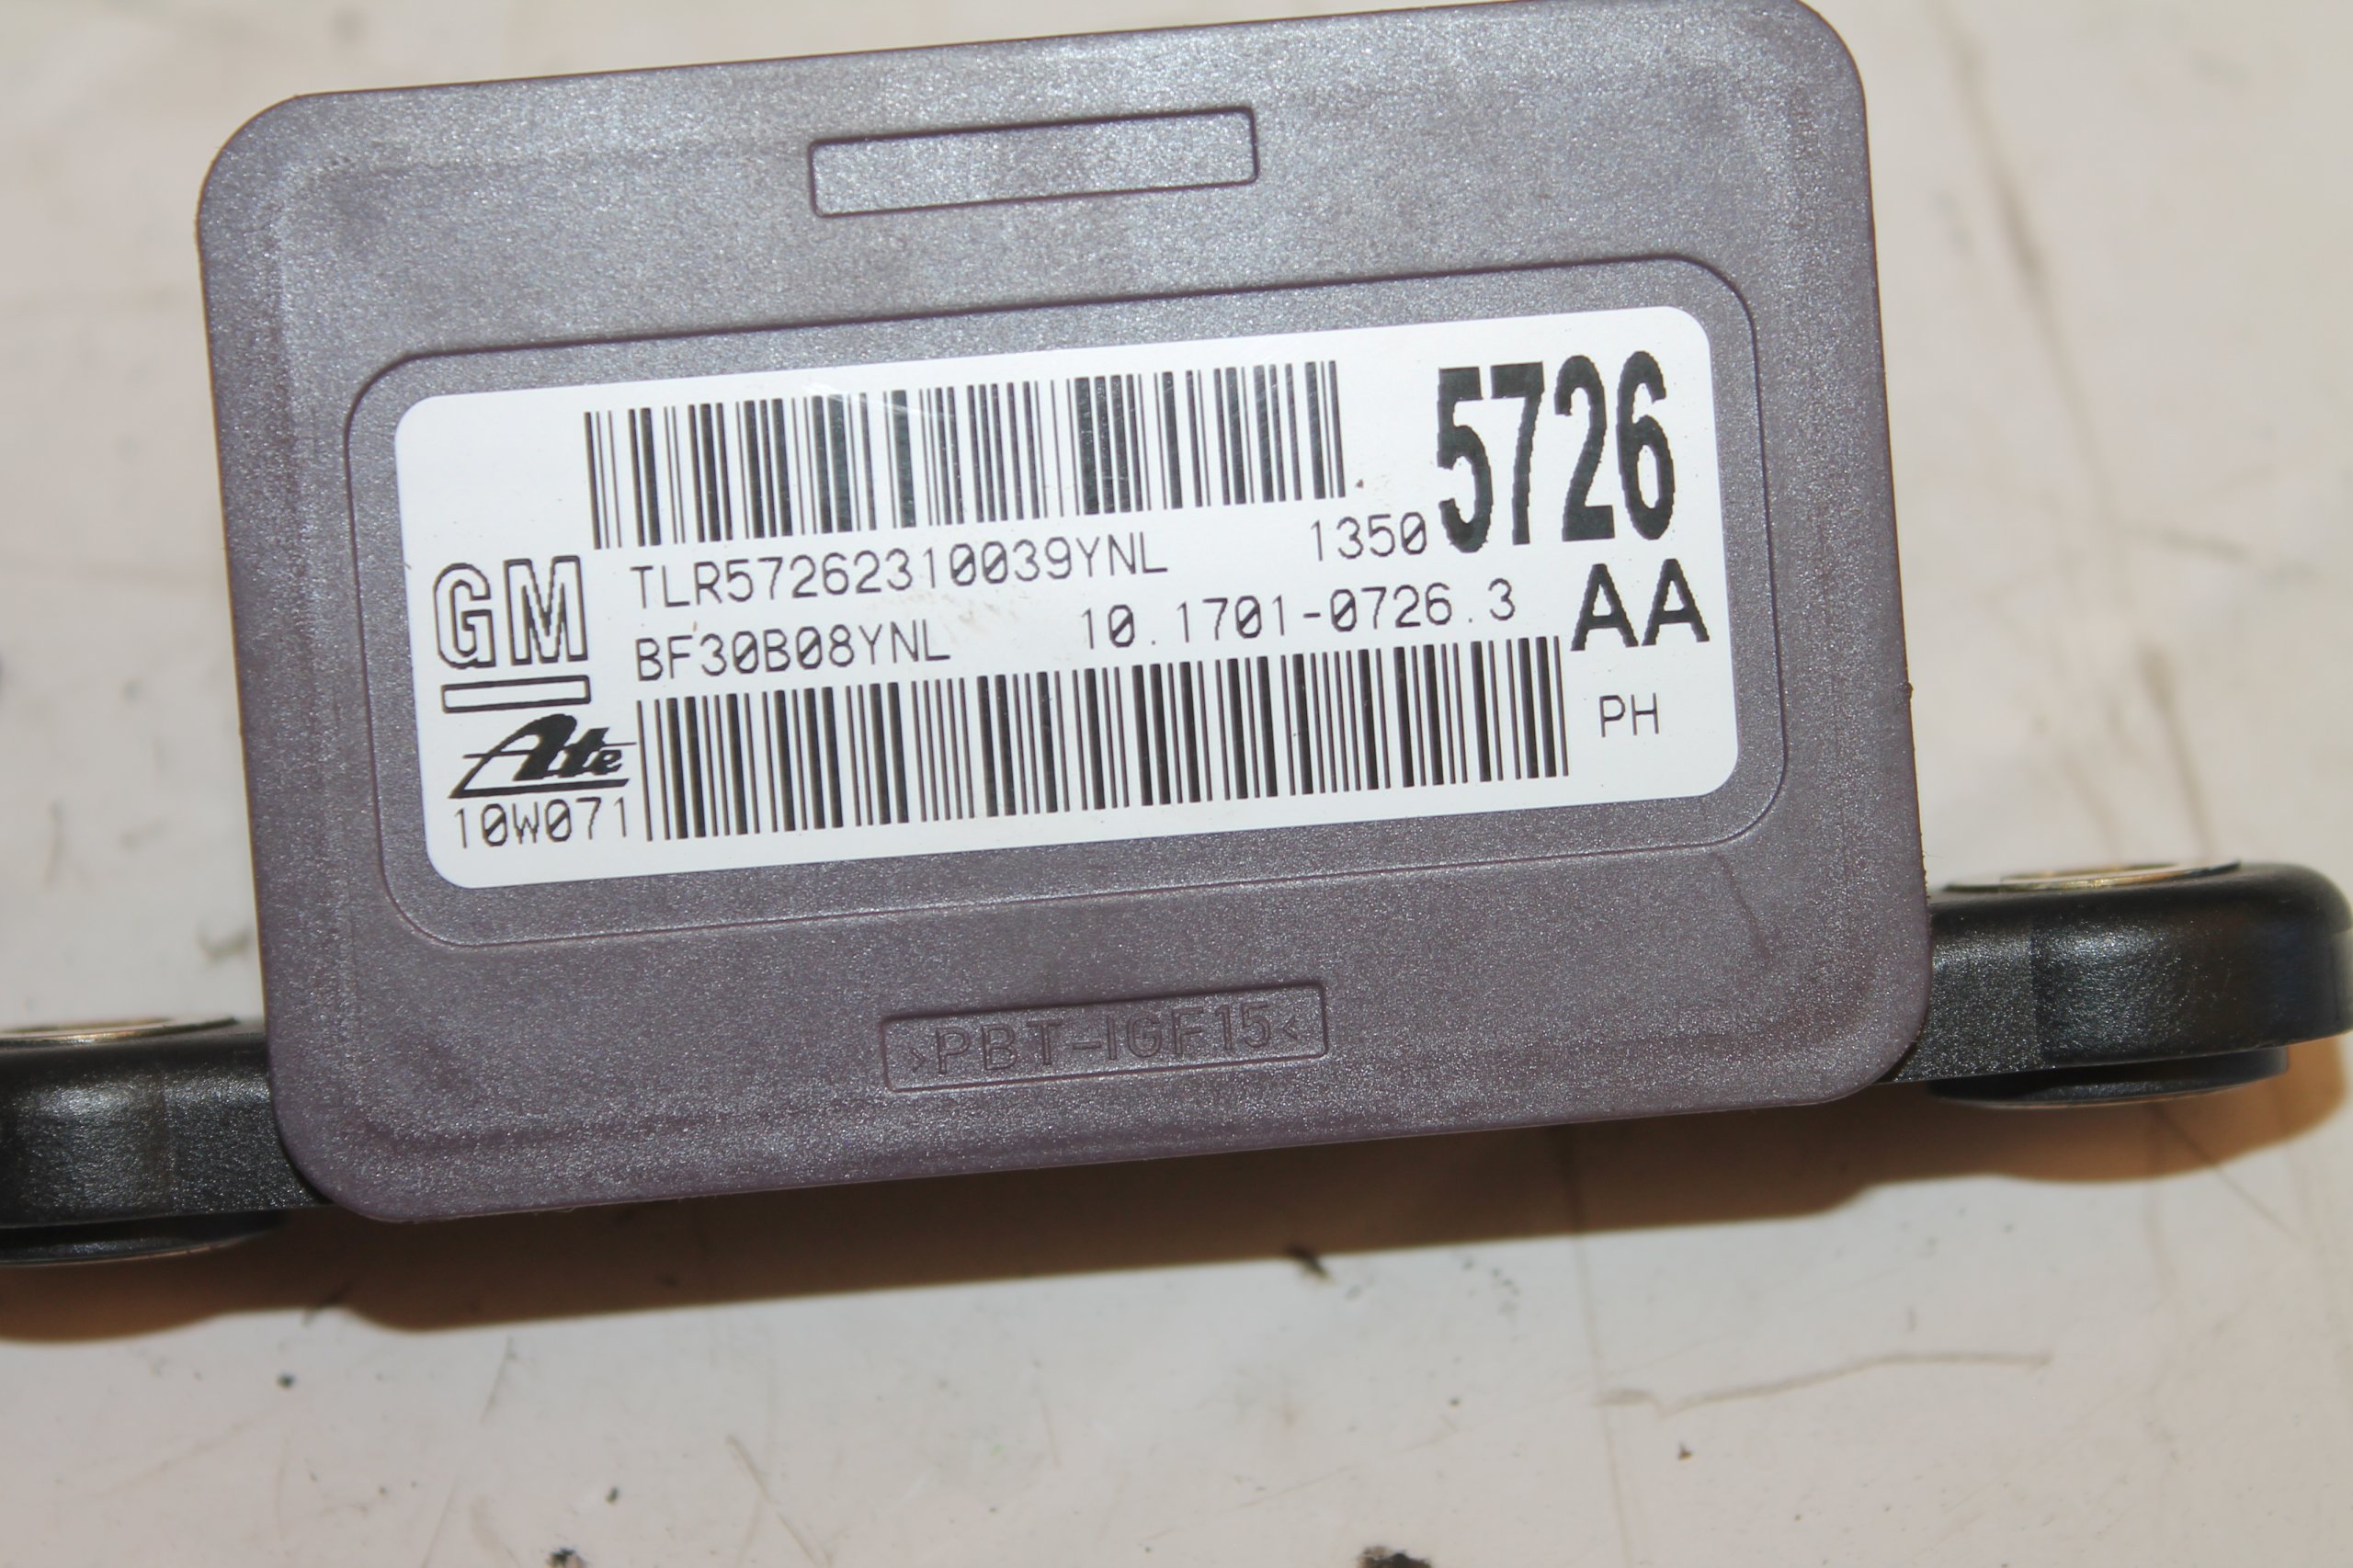 1350 5726
TLR57262310039YNL
GM
BF30B08YNL 10.1701-0726.3 AA
Ate
PH
10W071
>PBT-IGF15<